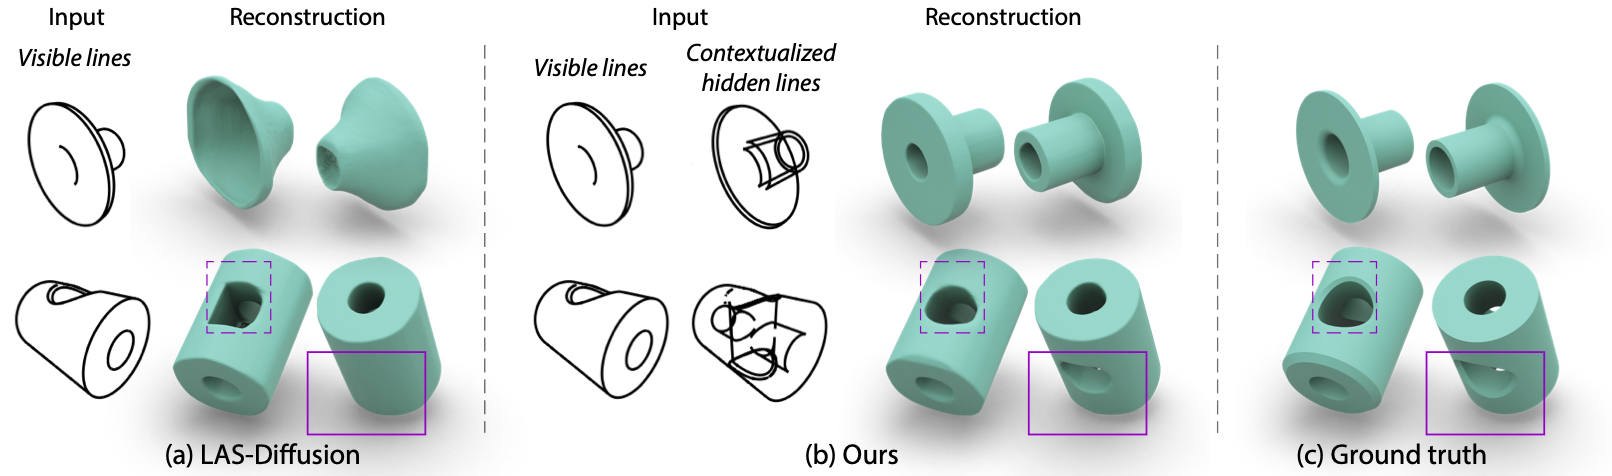 Input
Reconstruction
Input
Reconstruction
Visible lines
Visible lines
Contextualized
hidden lines
(a) LAS-Diffusion
(b) Ours
(c) Ground truth